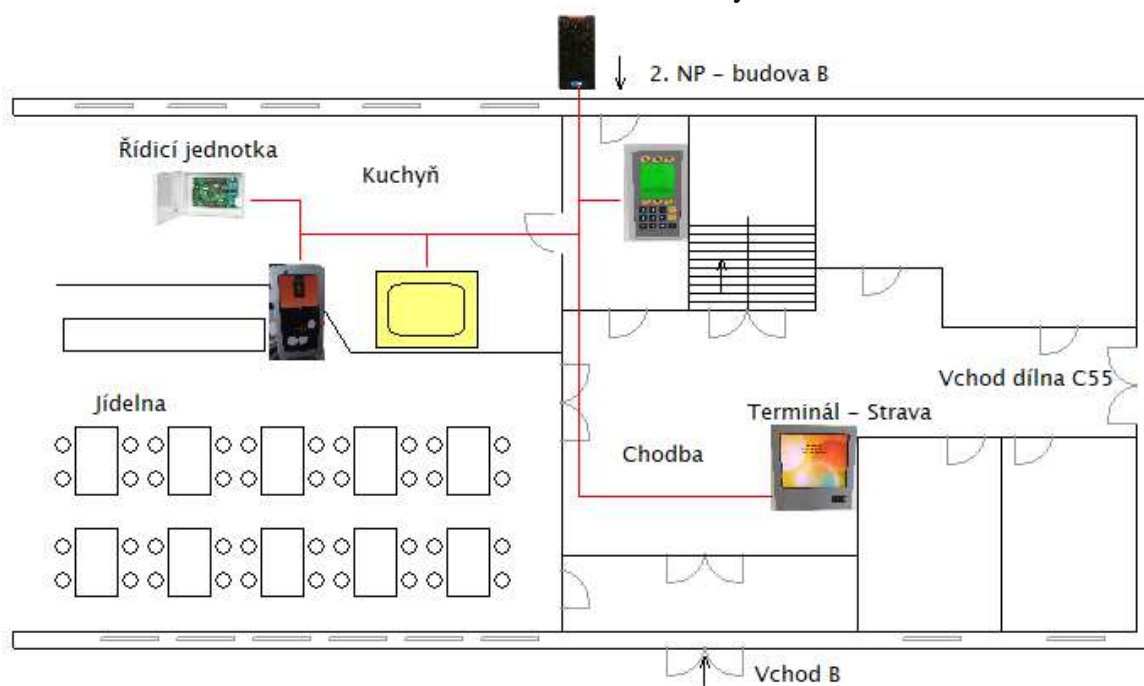 2. NP – budova B
Řídicí jednotka
Kuchyň
Vchod dílna C55
Jídelna
Terminál – Strava
Chodba
Vchod B